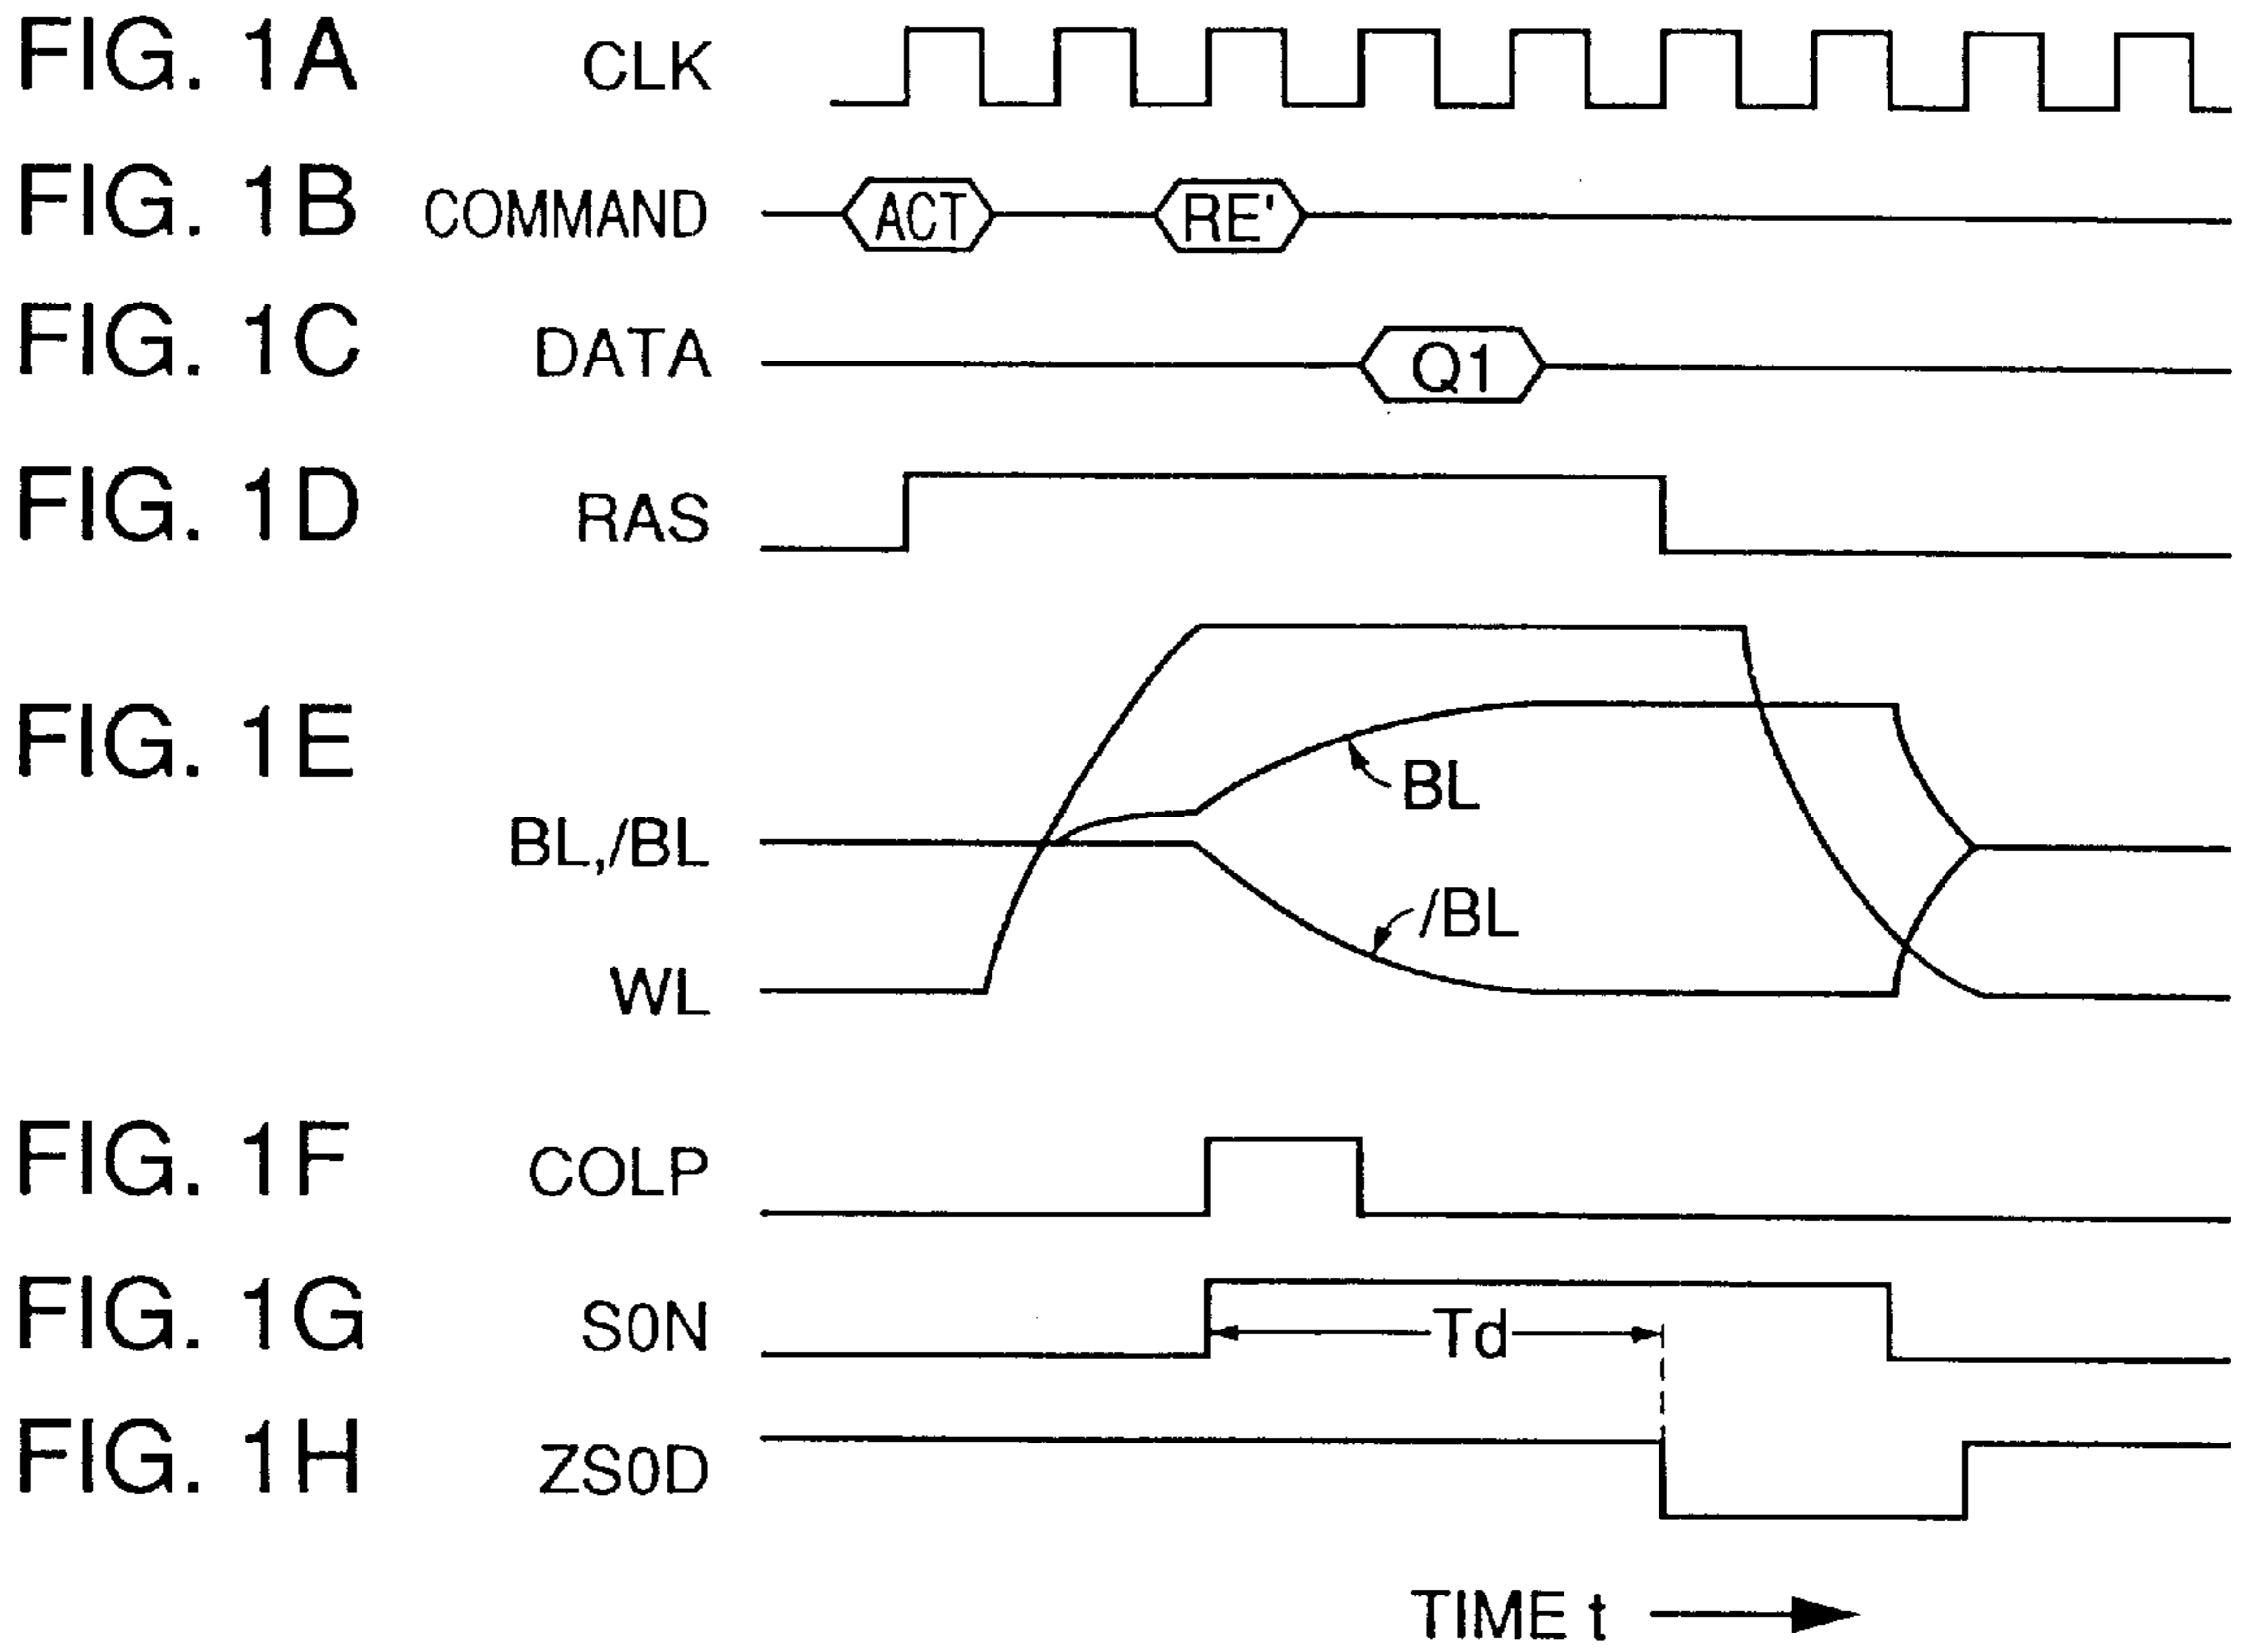 FIG. 1A CLK
FIG. 1B COMMAND ACT RE'
FIG. 1C DATA Q1
FIG. 1D RAS
FIG. 1E
BL
BL,/BL
/BL
WL
FIG. 1F COLP
FIG. 1G S0N Td
FIG. 1H ZS0D
TIME t